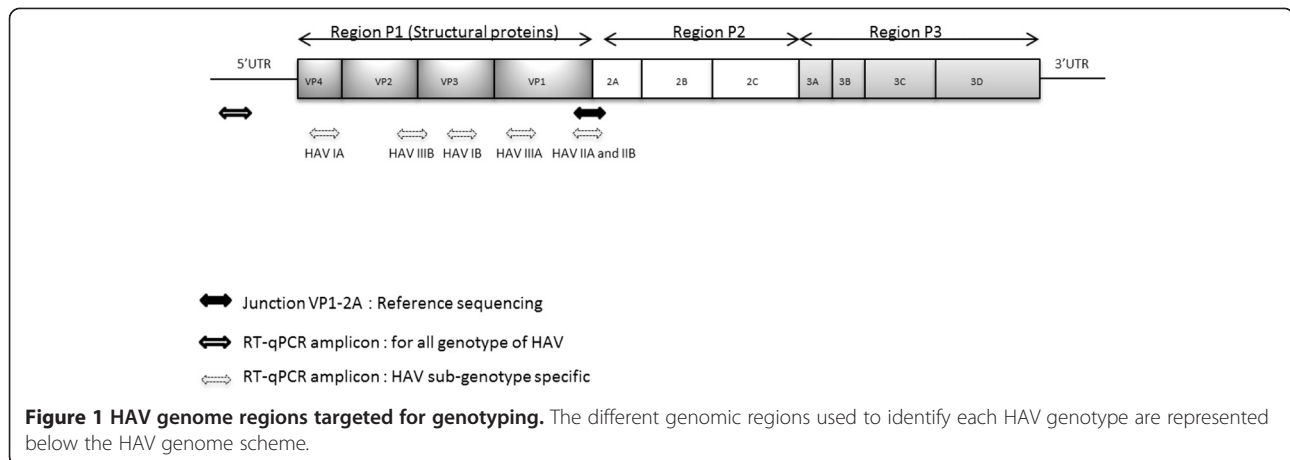 Region P1 (Structural proteins) Region P2 Region P3
5'UTR 3'UTR
VP4 VP2 VP3 VP1 2A 2B 2C 3A 3B 3C 3D
HAV IA HAV IIIB HAV IB HAV IIIA HAV IIA and IIB
Junction VP1-2A : Reference sequencing
RT-qPCR amplicon : for all genotype of HAV
RT-qPCR amplicon : HAV sub-genotype specific
Figure 1 HAV genome regions targeted for genotyping. The different genomic regions used to identify each HAV genotype are represented
below the HAV genome scheme.